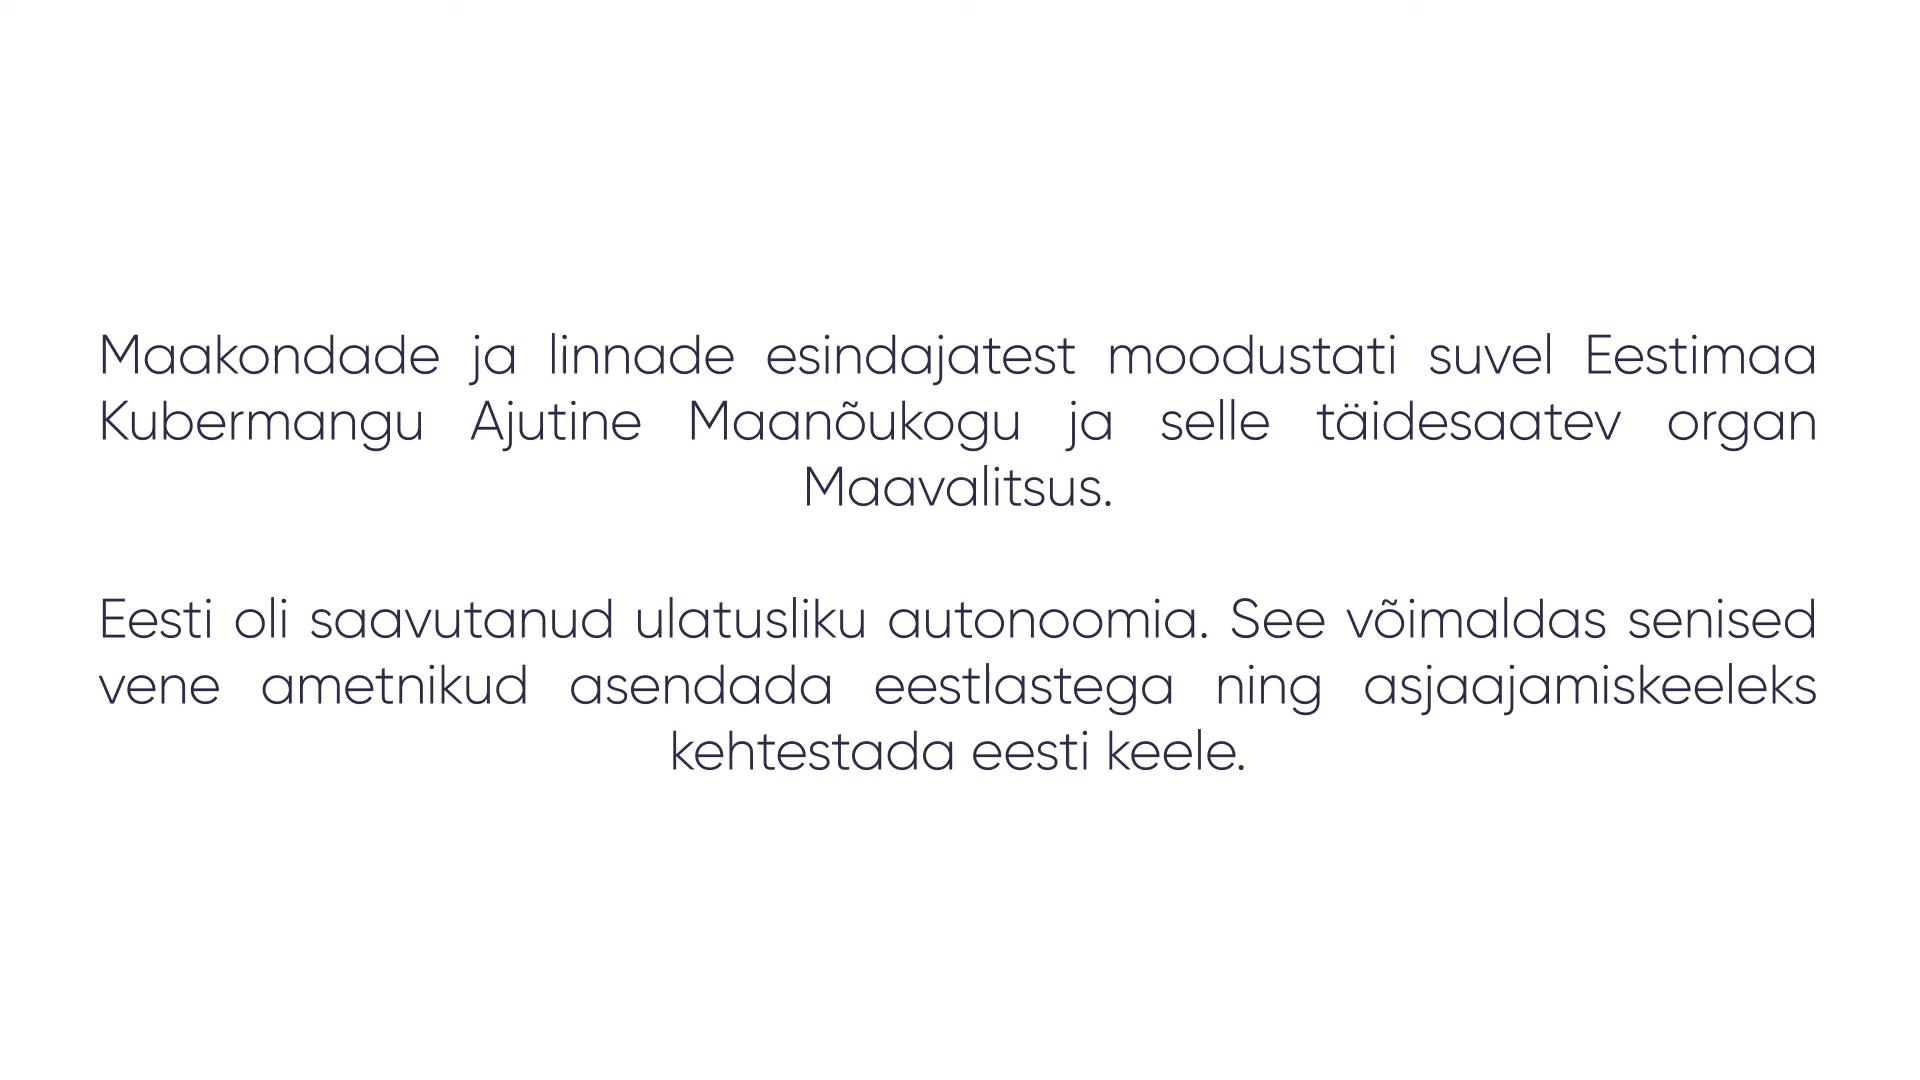 Maakondade ja linnade esindajatest moodustati suvel Eestimaa
Kubermangu Ajutine Maanõukogu ja selle täidesaatev organ
Maavalitsus.
Eesti oli saavutanud ulatusliku autonoomia. See võimaldas senised
vene ametnikud asendada eestlastega ning asjaajamiskeeleks
kehtestada eesti keele.